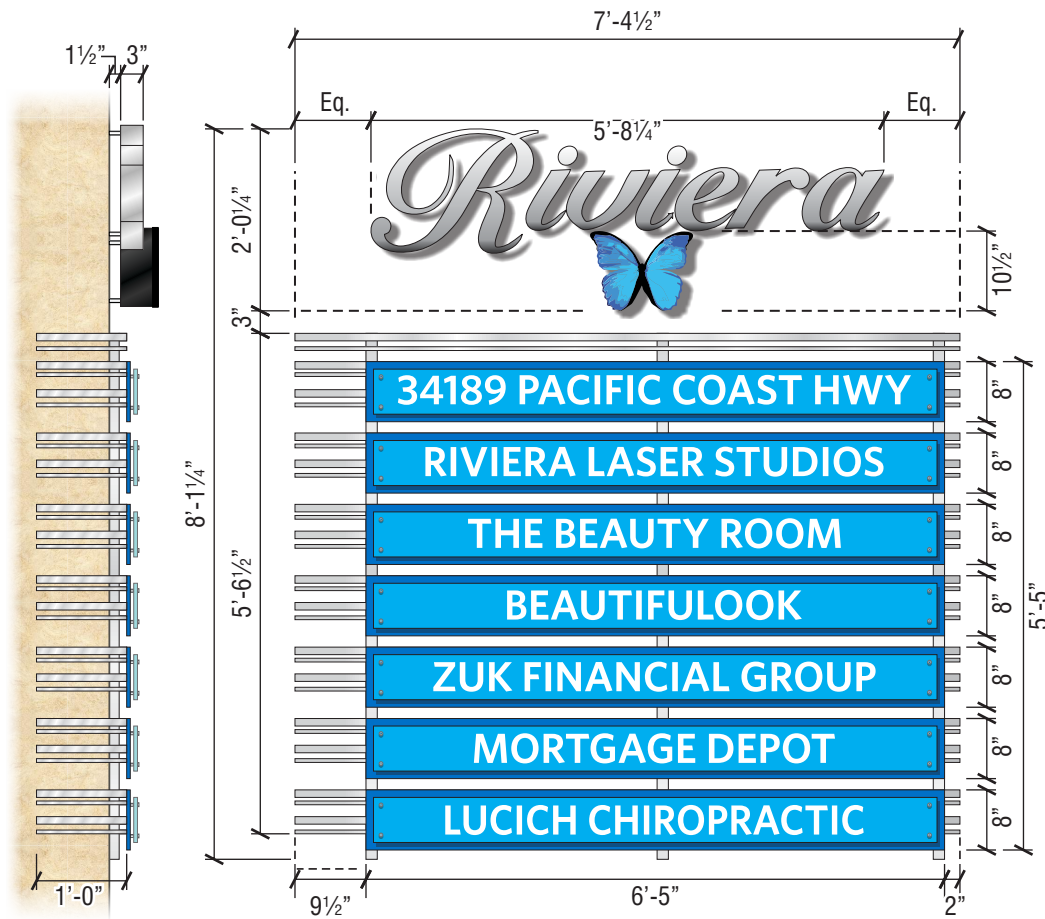 7’-4½”
1½” 3”
Eq. Eq.
5’-8¼”
Riviera
2’-0¼”
10½”
3”
34189 PACIFIC COAST HWY
8”
RIVIERA LASER STUDIOS
8”
8’-1¼”
THE BEAUTY ROOM
8”
5’-6½”
BEAUTIFULOOK
8”
5’-5”
ZUK FINANCIAL GROUP
8”
MORTGAGE DEPOT
8”
LUCICH CHIROPRACTIC
8”
1’-0”
9½” 6’-5” 2”